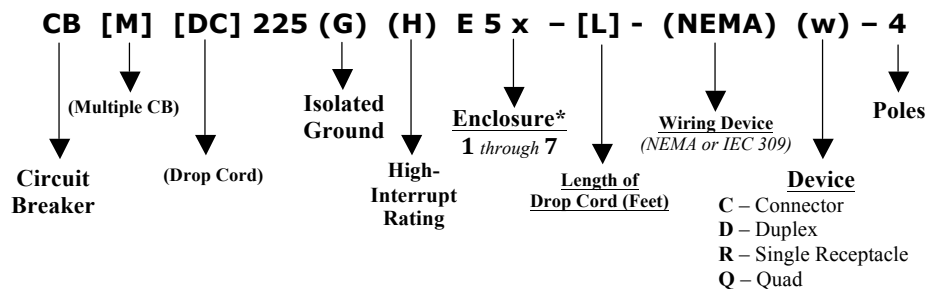 CB [M] [DC] 225 (G) (H) E 5 x – [L] - (NEMA) (w) – 4
(Multiple CB)
Isolated
Ground
Enclosure*
1 through 7
Wiring Device
(NEMA or IEC 309)
Poles
Circuit
Breaker
(Drop Cord)
High-
Interrupt
Rating
Length of
Drop Cord (Feet)
Device
C – Connector
D – Duplex
R – Single Receptacle
Q – Quad